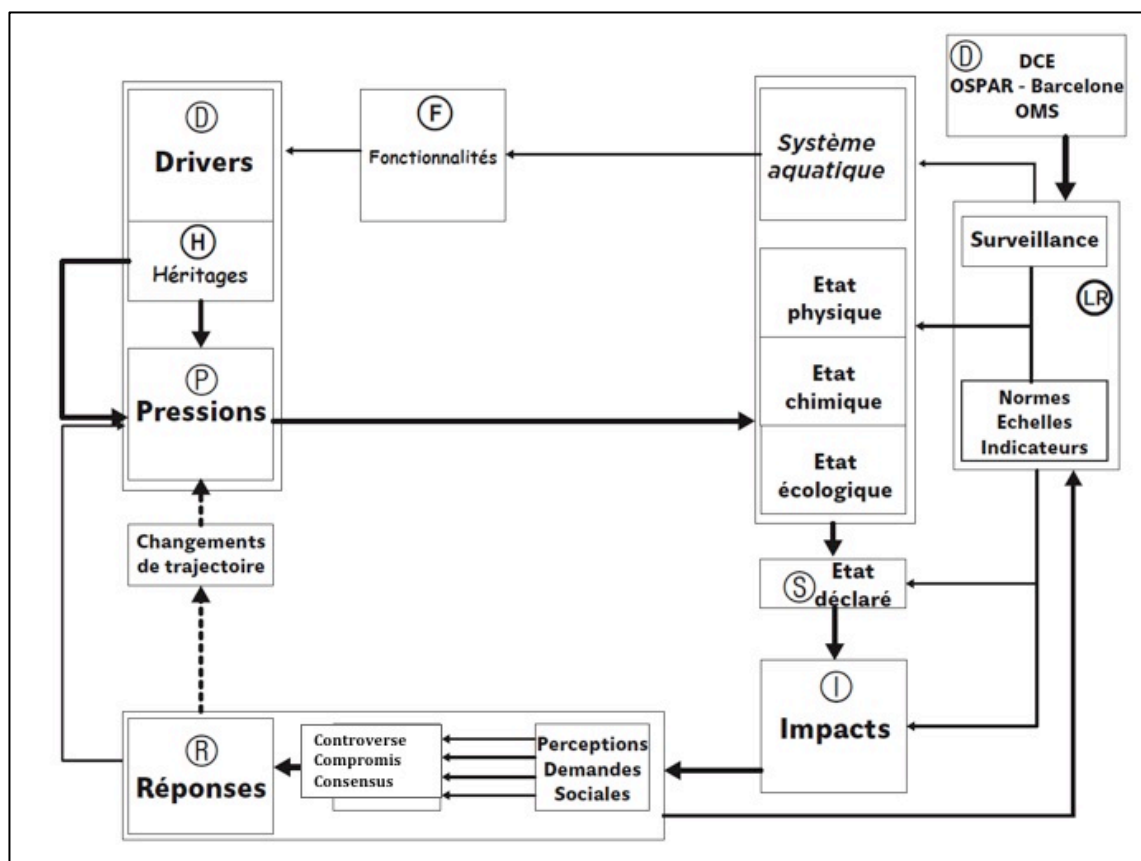 D
Drivers
H
Héritages
P
Pressions
Changements
de trajectoire
R
Réponses
F
Fonctionnalités
Système
aquatique
Etat
physique
Etat
chimique
Etat
écologique
S Etat
déclaré
I
Impacts
Controverse
Compromis
Consensus
Perceptions
Demandes
Sociales
D DCE
OSPAR - Barcelone
OMS
Surveillance
LR
Normes
Echelles
Indicateurs